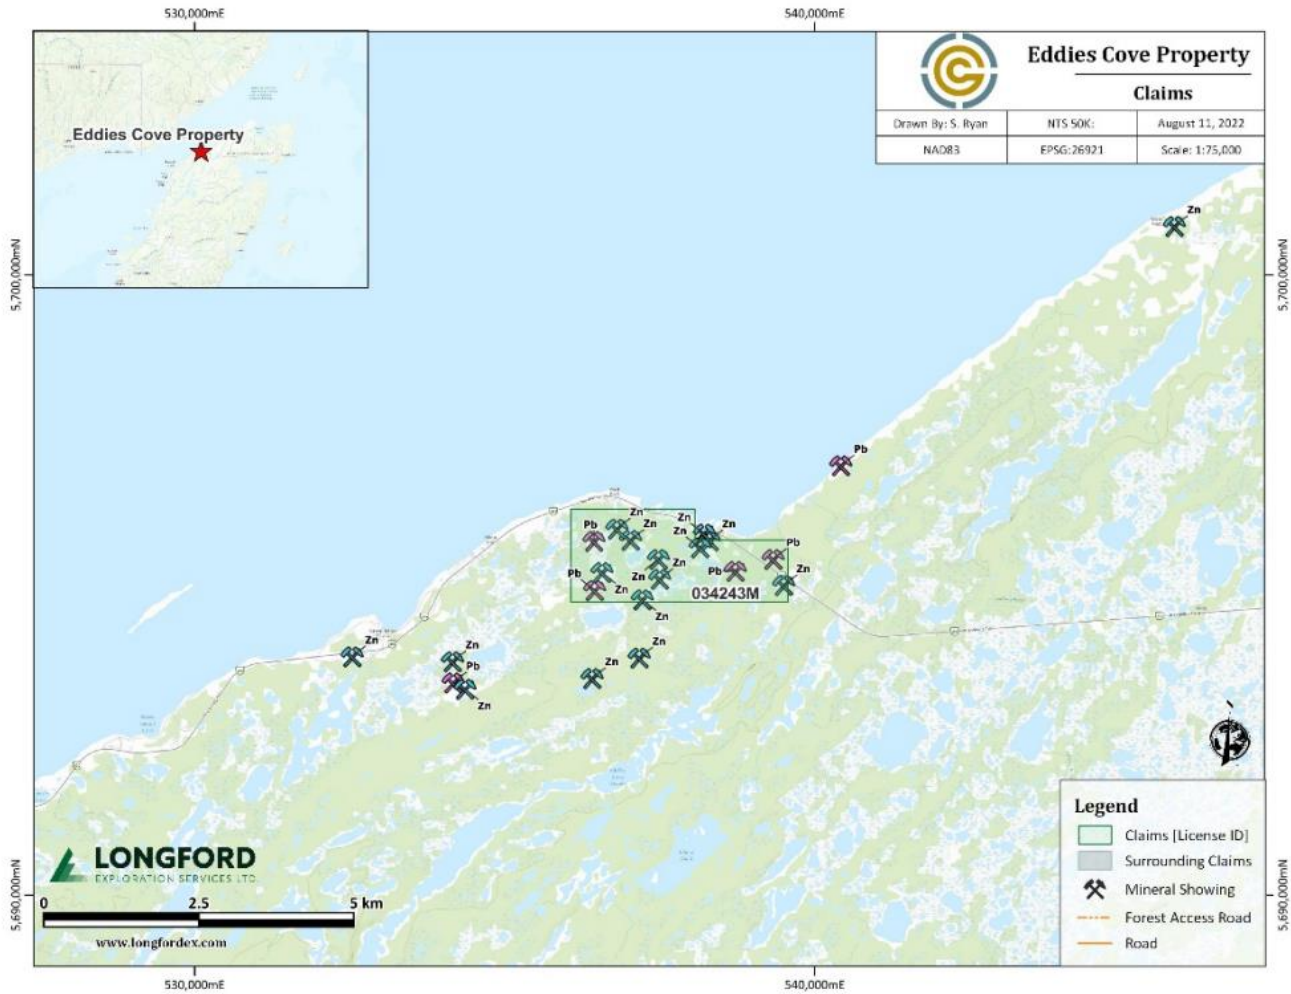 530,000mE
540,000mE
Eddies Cove Property
Eddies Cove Property
Claims
Drawn By: S. Ryan
NTS 50K:
August 11, 2022
NAD83
EPSG:26921
Scale: 1:75,000
Zn
5,700,000mN
5,700,000mN
Pb
Zn
Zn
Zn
Zn
Pb
Zn
Pb
Zn
Pb
Pb
Zn
Zn
Zn
034243M
Zn
Zn
Zn
Zn
Pb
Zn
Zn
Legend
Claims [License ID]
Surrounding Claims
Mineral Showing
Forest Access Road
Road
LONGFORD
EXPLORATION SERVICES LTD
0 2.5 5 km
www.longfordex.com
5,690,000mN
5,690,000mN
530,000mE
540,000mE